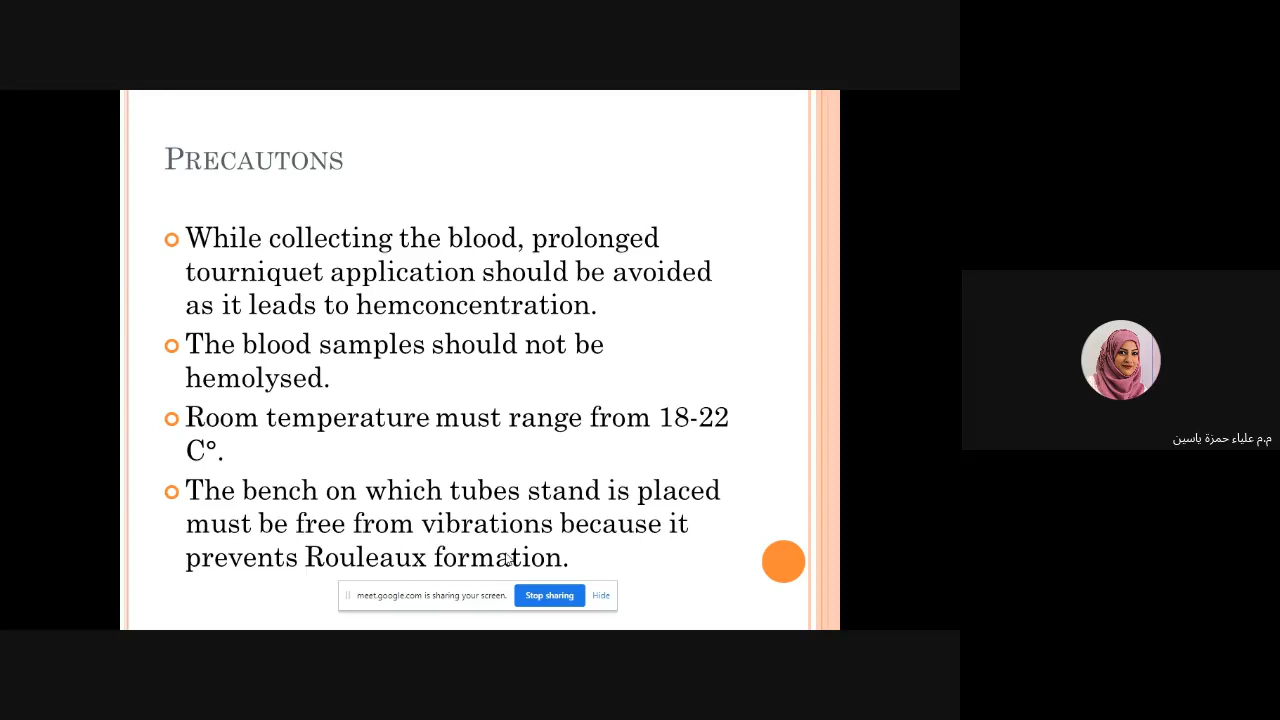 PRECAUTONS
While collecting the blood, prolonged
tourniquet application should be avoided
as it leads to hemconcentration.
The blood samples should not be
hemolysed.
Room temperature must range from 18-22
C°.
The bench on which tubes stand is placed
must be free from vibrations because it
prevents Rouleaux formation.
meet.google.com is sharing your screen. Stop sharing Hide
م.م علياء حمزة ياسين